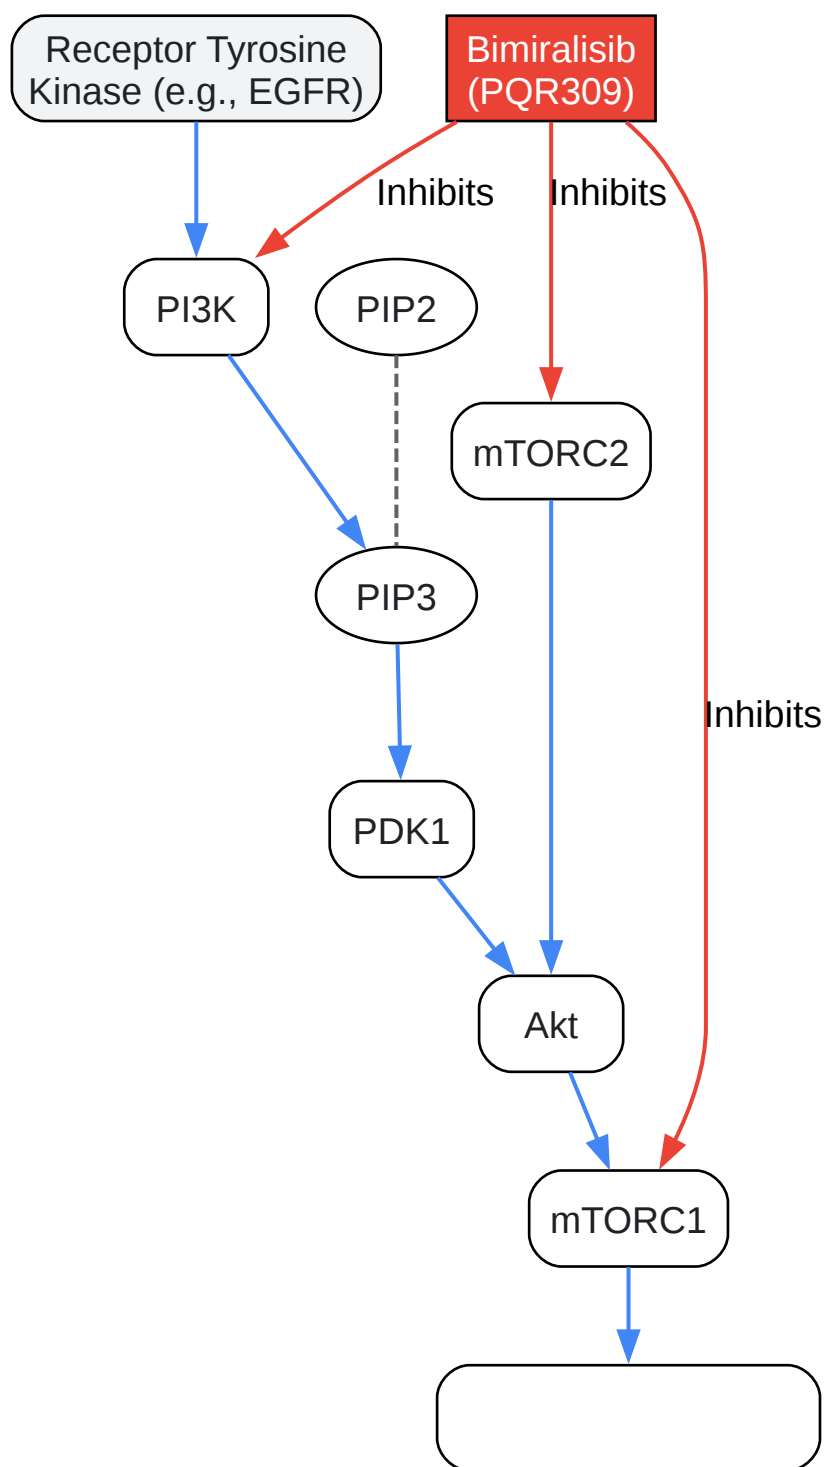 Receptor Tyrosine
Kinase (e.g., EGFR)
Bimiralisib
(PQR309)
Inhibits
Inhibits
PI3K
PIP2
mTORC2
PIP3
Inhibits
PDK1
Akt
mTORC1